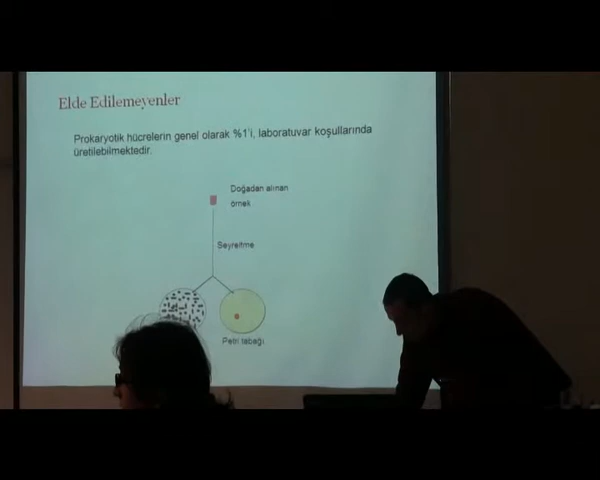 Elde Edilemeyenler
Prokaryotik hücrelerin genel olarak %1'i, laboratuvar koşullarında
üretilebilmektedir.
Doğadan alınan
örnek
Seyreltme
Petri tabağı